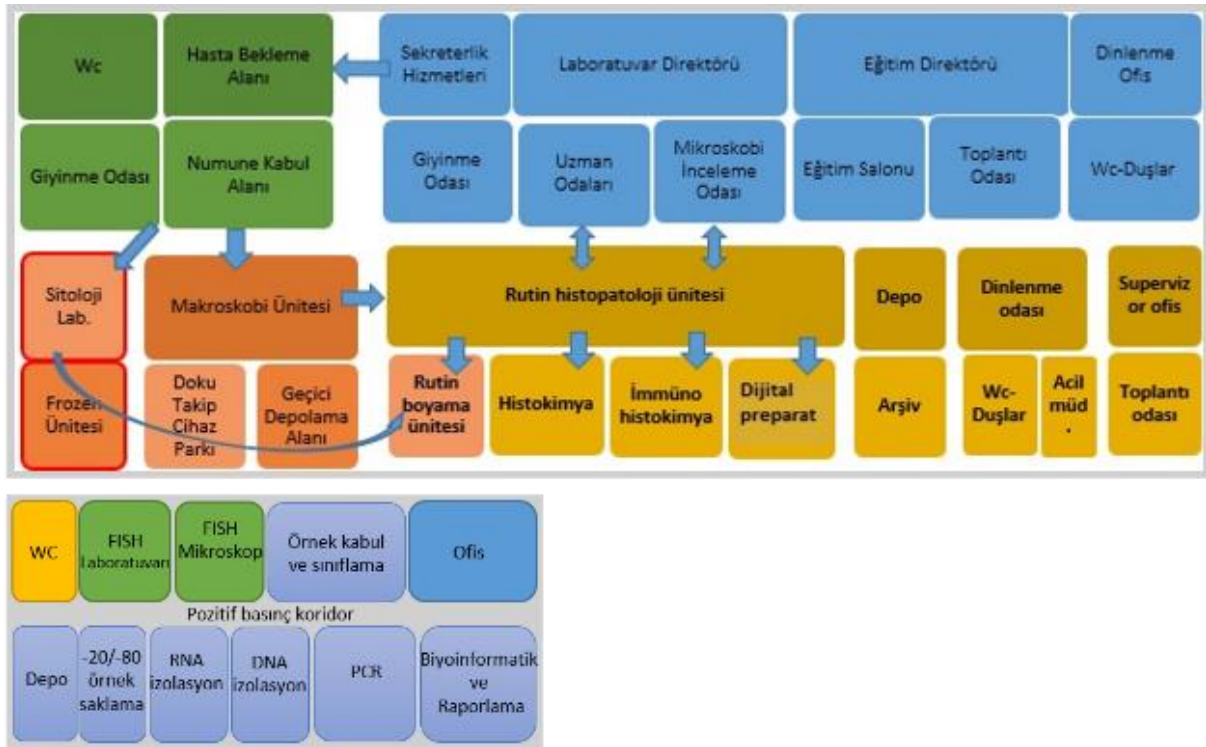 Wc
Hasta Bekleme
Alanı
Sekreterlik
Hizmetleri
Laboratuvar Direktörü
Eğitim Direktörü
Dinlenme
Ofis
Giyinme Odası
Numune Kabul
Alanı
Giyinme
Odası
Uzman
Odaları
Mikroskobi
İnceleme
Odası
Eğitim Salonu
Toplantı
Odası
Wc-Duşlar
Sitoloji
Lab.
Makroskobi Ünitesi
Rutin histopatoloji ünitesi
Depo
Dinlenme
odası
Superviz
or ofis
Frozen
Ünitesi
Doku
Takip
Cihaz
Parkı
Geçici
Depolama
Alanı
Rutin
boyama
ünitesi
Histokimya
İmmüno
histokimya
Dijital
preparat
Arşiv
Wc-
Duşlar
Acil
müd
.
Toplantı
odası
WC
FISH
Laboratuvarı
FISH
Mikroskop
Örnek kabul
ve sınıflama
Ofis
Pozitif basınç koridor
Depo
-20/-80
örnek
saklama
RNA
izolasyon
DNA
izolasyon
PCR
Biyoinformatik
ve
Raporlama